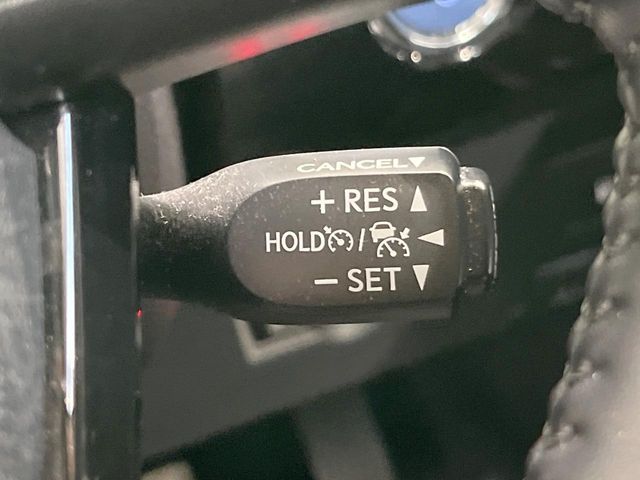 CANCEL▼
+ RES ▲
HOLD / ◀
− SET ▼